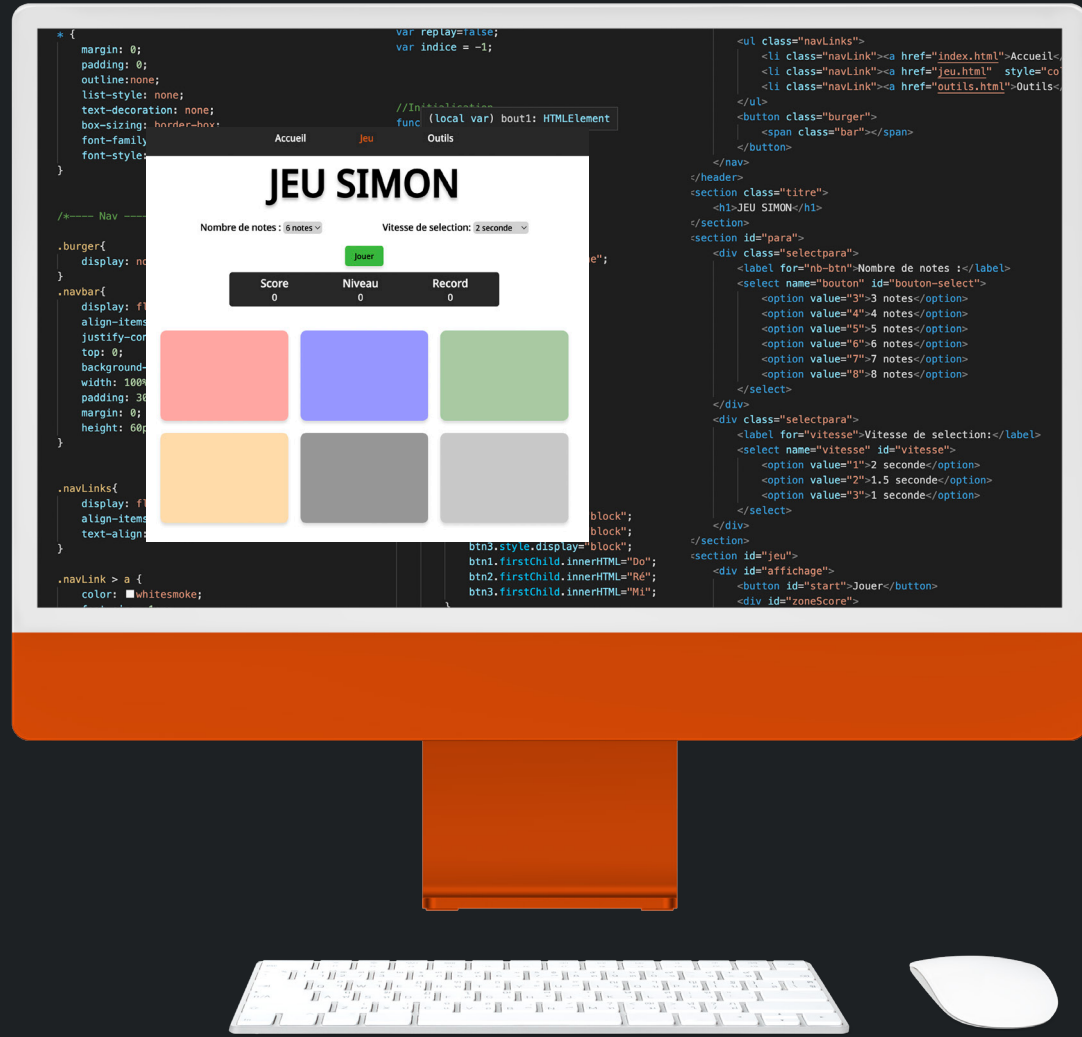 * {
margin: 0;
padding: 0;
outline:none;
list-style: none;
text-decoration: none;
box-sizing: border-box;
font-family
font-style:
}
/*—— Nav ——
.burger{
display:
}
.navbar{
display:
align-items
justify-con
top: 0;
background-
width: 100%
padding: 30
margin: 0;
height: 60p
}
.navLinks{
display:
align-items
text-align:
}
.navLink > a {
color: whitesmoke;
var replay=false;
var indice = -1;
//Initialisation
func
(local var) bout1: HTMLElement
Accueil Jeu Outils
JEU SIMON
Nombre de notes : 6 notes Vitesse de selection: 2 seconde
Jouer
Score Niveau Record
0 0 0
e";
block";
block";
btn3.style.display="block";
btn1.firstChild.innerHTML="Do";
btn2.firstChild.innerHTML="Ré";
btn3.firstChild.innerHTML="Mi";
}
<ul class="navLinks">
<li class="navLink"><a href="index.html">Accueil<
<li class="navLink"><a href="jeu.html" style="co
<li class="navLink"><a href="outils.html">Outils<
</ul>
<button class="burger">
<span class="bar"></span>
</button>
</nav>
</header>
<section class="titre">
<h1>JEU SIMON</h1>
</section>
<section id="para">
<div class="selectpara">
<label for="nb-btn">Nombre de notes :</label>
<select name="bouton" id="bouton-select">
<option value="3">3 notes</option>
<option value="4">4 notes</option>
<option value="5">5 notes</option>
<option value="6">6 notes</option>
<option value="7">7 notes</option>
<option value="8">8 notes</option>
</select>
</div>
<div class="selectpara">
<label for="vitesse">Vitesse de selection:</label>
<select name="vitesse" id="vitesse">
<option value="1">2 seconde</option>
<option value="2">1.5 seconde</option>
<option value="3">1 seconde</option>
</select>
</div>
</section>
<section id="jeu">
<div id="affichage">
<button id="start">Jouer</button>
<div id="zoneScore">